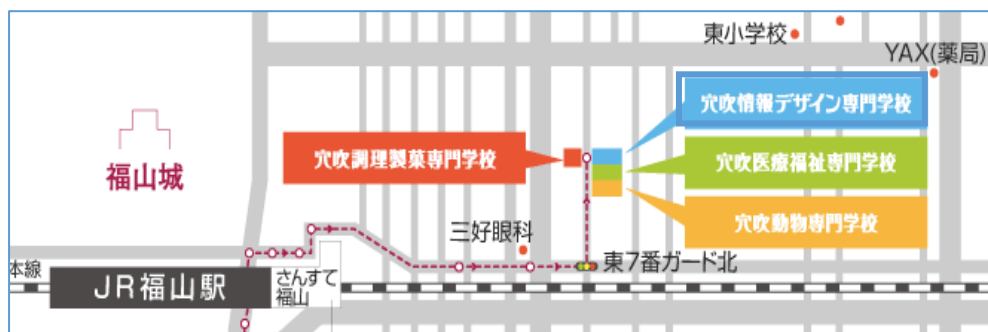 東小学校
YAX(薬局)
穴吹情報デザイン専門学校
穴吹調理製菓専門学校
穴吹医療福祉専門学校
福山城
穴吹動物専門学校
三好眼科
東7番ガード北
本線
JR福山駅
さんすて
福山